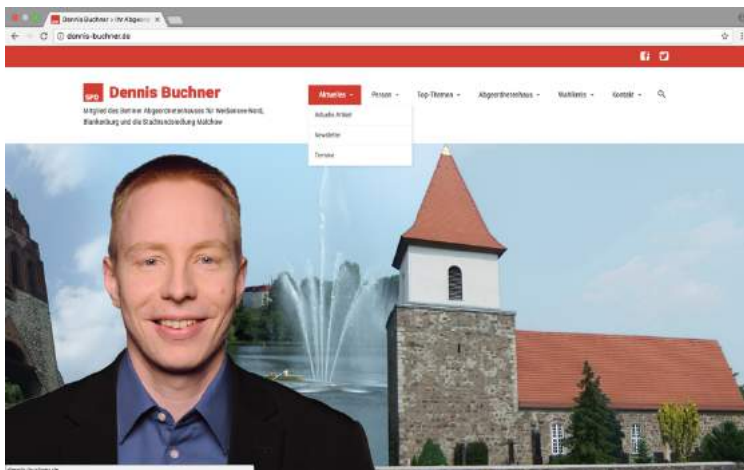 Dennis Buchner › Ihr Abgeor
dennis-buchner.de
SPD Dennis Buchner
Mitglied des Berliner Abgeordnetenhauses für Weißensee-Nord,
Blankenburg und die Stadtrandsiedlung Malchow
Aktuelles Person Top-Themen Abgeordnetenhaus Wahlkreis Kontakt
Aktuelle Artikel
Newsletter
Termine